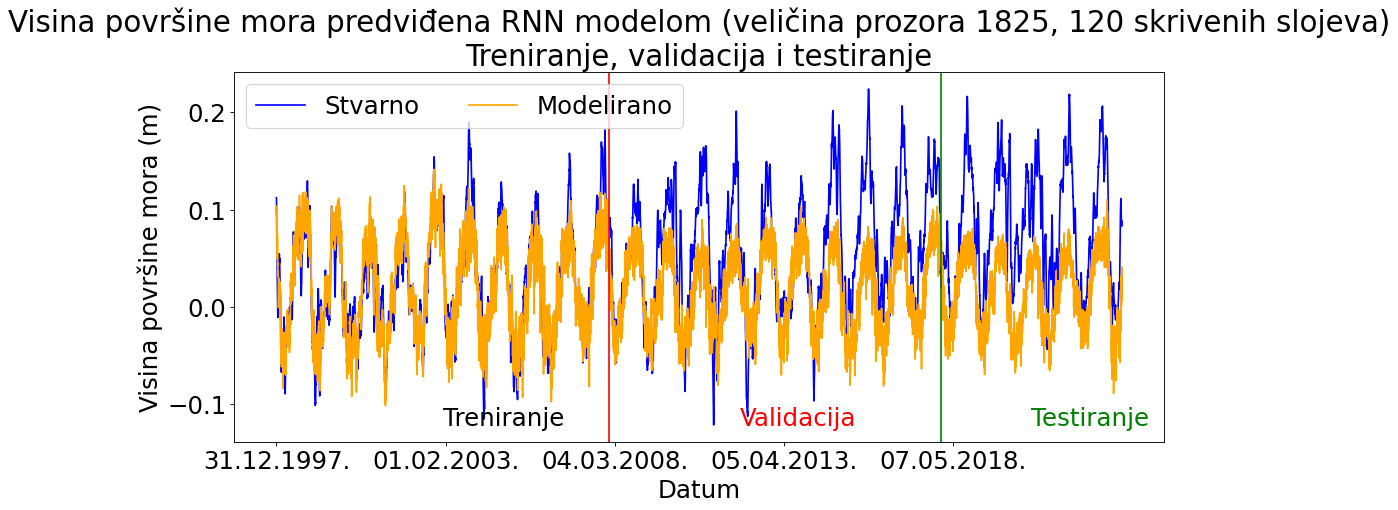 Visina površine mora predviđena RNN modelom (veličina prozora 1825, 120 skrivenih slojeva)
Treniranje, validacija i testiranje
Stvarno
Modelirano
Visina površine mora (m)
0.2
0.1
0.0
−0.1
Treniranje
Validacija
Testiranje
31.12.1997.
01.02.2003.
04.03.2008.
05.04.2013.
07.05.2018.
Datum